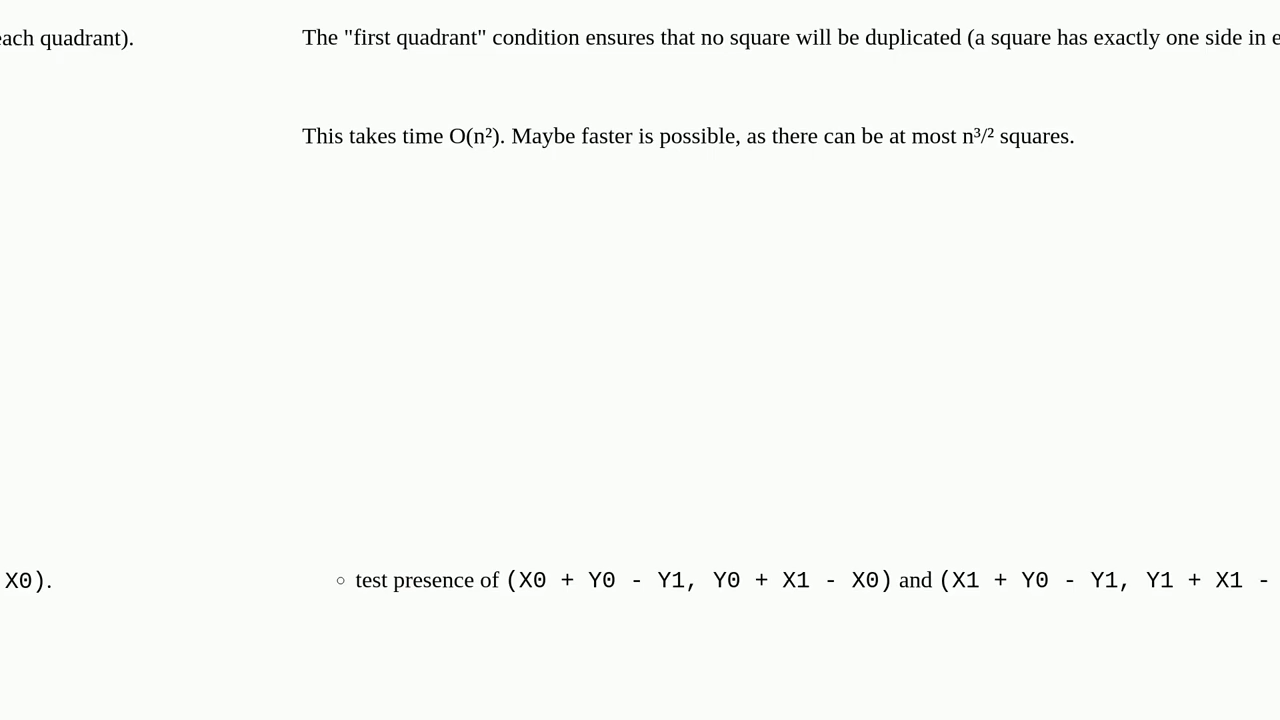 The "first quadrant" condition ensures that no square will be duplicated (a square has exactly one side in e
each quadrant).
This takes time O(n²). Maybe faster is possible, as there can be at most n³/² squares.
◦ test presence of (X0 + Y0 - Y1, Y0 + X1 - X0) and (X1 + Y0 - Y1, Y1 + X1 -
X0).